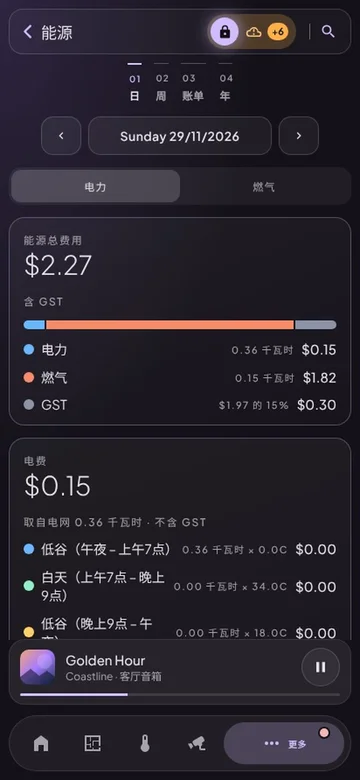 能源
+6
01 02 03 04
日 周 账单 年
Sunday 29/11/2026
电力 燃气
能源总费用
$2.27
含 GST
电力 0.36 千瓦时 $0.15
燃气 0.15 千瓦时 $1.82
GST $1.97 的 15% $0.30
电费
$0.15
取自电网 0.36 千瓦时 · 不含 GST
低谷（午夜 – 上午7点） 0.36 千瓦时 × 0.0C $0.00
白天（上午7点 – 晚上
9点） 0.00 千瓦时 × 34.0C $0.00
低谷（晚上9点 – 午
0.00 千瓦时 × 18.0C $0.00
Golden Hour
Coastline · 客厅音箱
更多